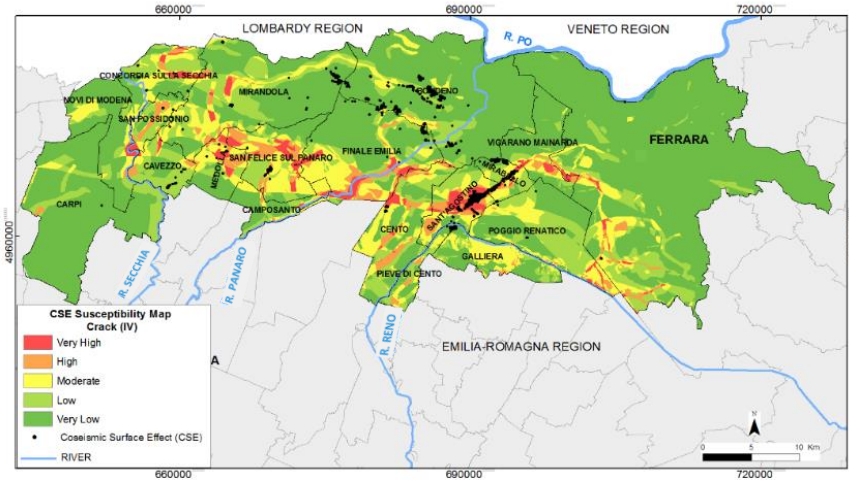 660000
690000
720000
LOMBARDY REGION
VENETO REGION
R. PO
CONCORDIA SULLA SECCHIA
NOVI DI MODENA
MIRANDOLA
BONDENO
SAN POSSIDONIO
VIGARANO MAINARDA
FERRARA
FINALE EMILIA
SAN FELICE SUL PANARO
CAVEZZO
MEDOLLA
MIRABELLO
CARPI
SANT'AGOSTINO
CAMPOSANTO
CENTO
POGGIO RENATICO
4960000
4960000
GALLIERA
PIEVE DI CENTO
R. SECCHIA
R. PANARO
R. RENO
EMILIA-ROMAGNA REGION
A
CSE Susceptibility Map
Crack (IV)
Very High
High
Moderate
Low
Very Low
Coseismic Surface Effect (CSE)
RIVER
N
0 5 10 Km
660000
690000
720000